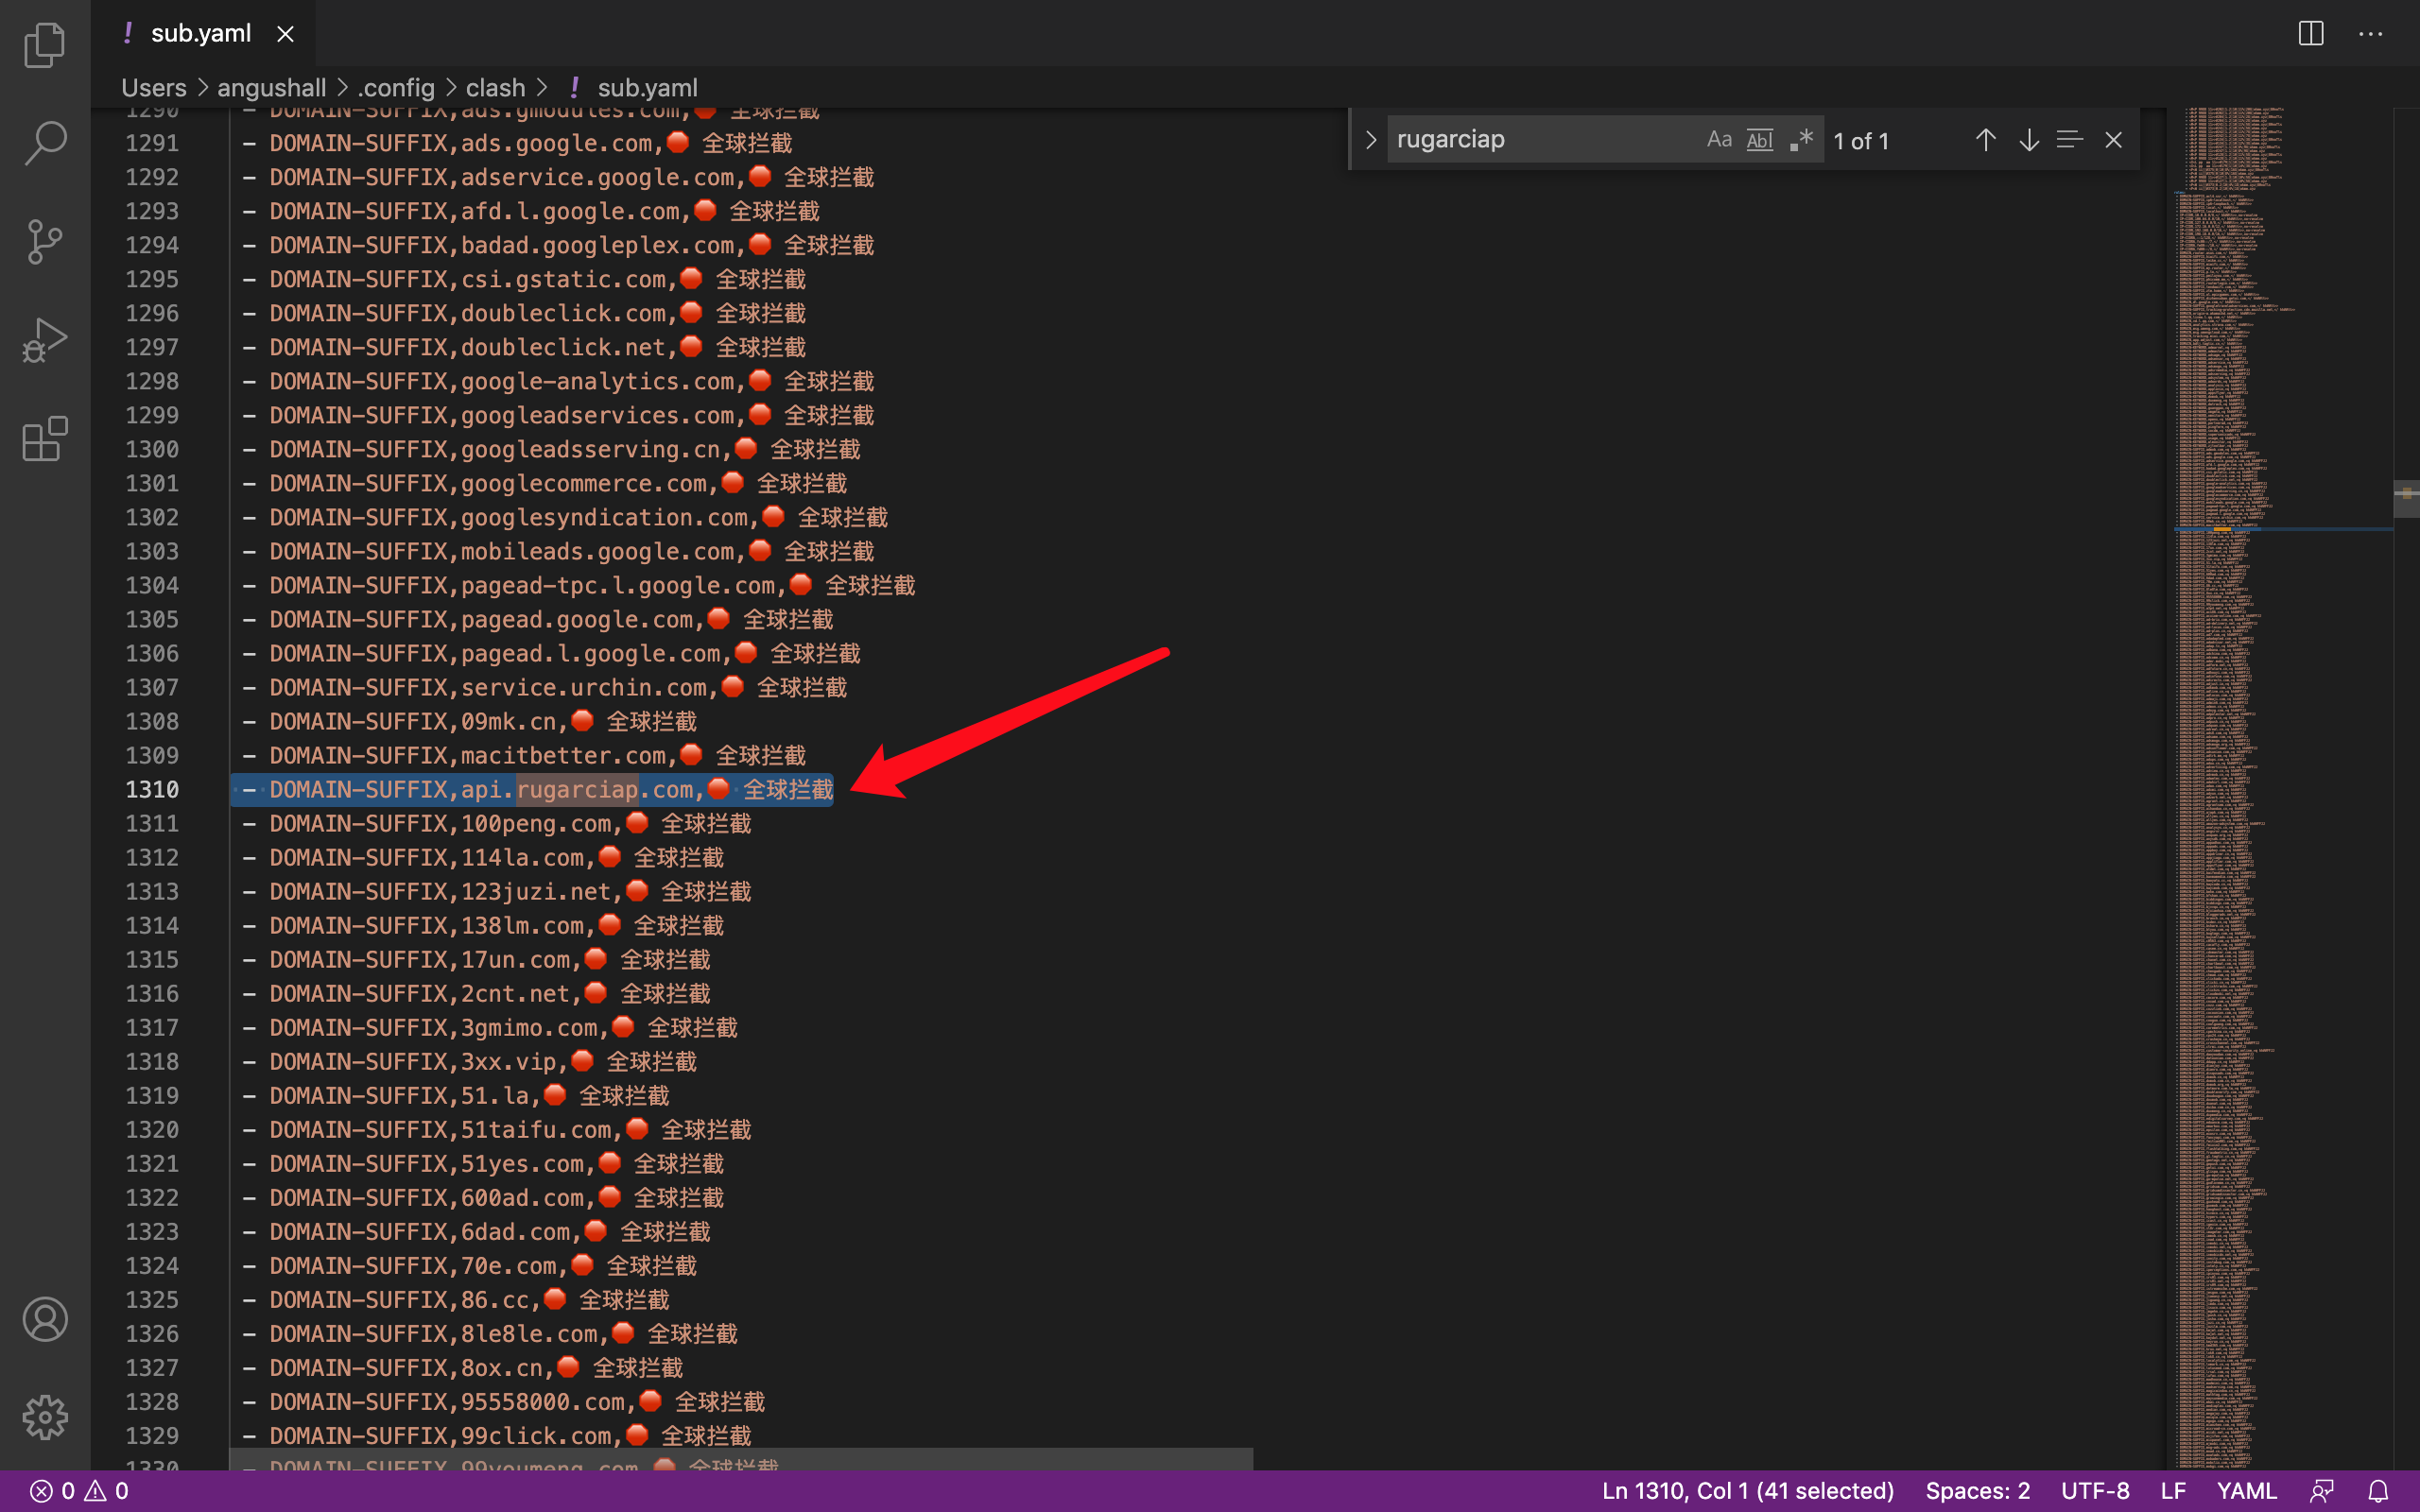 sub.yaml
Users > angushall > .config > clash > sub.yaml
rugarciap
Aa Abl .* 1 of 1
1290 - DOMAIN-SUFFIX,ads.gmodules.com,🛑 全球拦截
1291 - DOMAIN-SUFFIX,ads.google.com,🛑 全球拦截
1292 - DOMAIN-SUFFIX,adservice.google.com,🛑 全球拦截
1293 - DOMAIN-SUFFIX,afd.l.google.com,🛑 全球拦截
1294 - DOMAIN-SUFFIX,badad.googleplex.com,🛑 全球拦截
1295 - DOMAIN-SUFFIX,csi.gstatic.com,🛑 全球拦截
1296 - DOMAIN-SUFFIX,doubleclick.com,🛑 全球拦截
1297 - DOMAIN-SUFFIX,doubleclick.net,🛑 全球拦截
1298 - DOMAIN-SUFFIX,google-analytics.com,🛑 全球拦截
1299 - DOMAIN-SUFFIX,googleadservices.com,🛑 全球拦截
1300 - DOMAIN-SUFFIX,googleadsserving.cn,🛑 全球拦截
1301 - DOMAIN-SUFFIX,googlecommerce.com,🛑 全球拦截
1302 - DOMAIN-SUFFIX,googlesyndication.com,🛑 全球拦截
1303 - DOMAIN-SUFFIX,mobileads.google.com,🛑 全球拦截
1304 - DOMAIN-SUFFIX,pagead-tpc.l.google.com,🛑 全球拦截
1305 - DOMAIN-SUFFIX,pagead.google.com,🛑 全球拦截
1306 - DOMAIN-SUFFIX,pagead.l.google.com,🛑 全球拦截
1307 - DOMAIN-SUFFIX,service.urchin.com,🛑 全球拦截
1308 - DOMAIN-SUFFIX,09mk.cn,🛑 全球拦截
1309 - DOMAIN-SUFFIX,macitbetter.com,🛑 全球拦截
1310 - DOMAIN-SUFFIX,api.rugarciap.com,🛑 全球拦截
1311 - DOMAIN-SUFFIX,100peng.com,🛑 全球拦截
1312 - DOMAIN-SUFFIX,114la.com,🛑 全球拦截
1313 - DOMAIN-SUFFIX,123juzi.net,🛑 全球拦截
1314 - DOMAIN-SUFFIX,138lm.com,🛑 全球拦截
1315 - DOMAIN-SUFFIX,17un.com,🛑 全球拦截
1316 - DOMAIN-SUFFIX,2cnt.net,🛑 全球拦截
1317 - DOMAIN-SUFFIX,3gmimo.com,🛑 全球拦截
1318 - DOMAIN-SUFFIX,3xx.vip,🛑 全球拦截
1319 - DOMAIN-SUFFIX,51.la,🛑 全球拦截
1320 - DOMAIN-SUFFIX,51taifu.com,🛑 全球拦截
1321 - DOMAIN-SUFFIX,51yes.com,🛑 全球拦截
1322 - DOMAIN-SUFFIX,600ad.com,🛑 全球拦截
1323 - DOMAIN-SUFFIX,6dad.com,🛑 全球拦截
1324 - DOMAIN-SUFFIX,70e.com,🛑 全球拦截
1325 - DOMAIN-SUFFIX,86.cc,🛑 全球拦截
1326 - DOMAIN-SUFFIX,8le8le.com,🛑 全球拦截
1327 - DOMAIN-SUFFIX,8ox.cn,🛑 全球拦截
1328 - DOMAIN-SUFFIX,95558000.com,🛑 全球拦截
1329 - DOMAIN-SUFFIX,99click.com,🛑 全球拦截
1330 - DOMAIN-SUFFIX,99youmeng.com,🛑 全球拦截
0 0 Ln 1310, Col 1 (41 selected) Spaces: 2 UTF-8 LF YAML